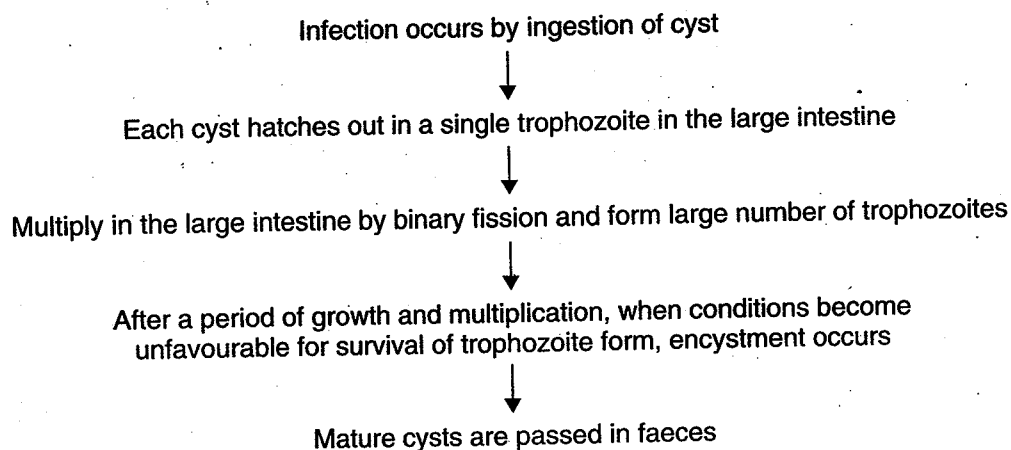 Infection occurs by ingestion of cyst
Each cyst hatches out in a single trophozoite in the large intestine
Multiply in the large intestine by binary fission and form large number of trophozoites
After a period of growth and multiplication, when conditions become
unfavourable for survival of trophozoite form, encystment occurs
Mature cysts are passed in faeces